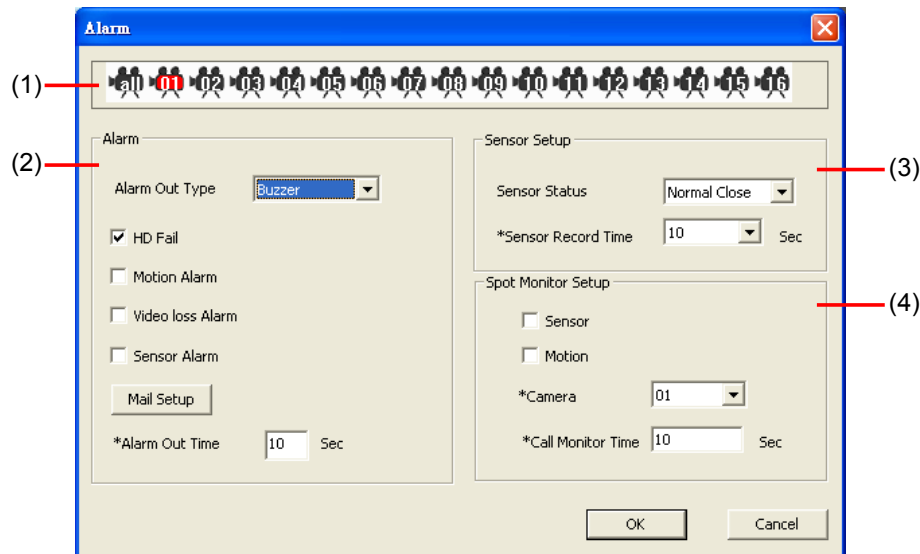 Alarm
(1)
all 01 02 03 04 05 06 07 08 09 10 11 12 13 14 15 16
(2)
Alarm
Alarm Out Type Buzzer
HD Fail
Motion Alarm
Video loss Alarm
Sensor Alarm
Mail Setup
*Alarm Out Time 10 Sec
Sensor Setup
(3)
Sensor Status Normal Close
*Sensor Record Time 10 Sec
Spot Monitor Setup
(4)
Sensor
Motion
*Camera 01
*Call Monitor Time 10 Sec
OK Cancel